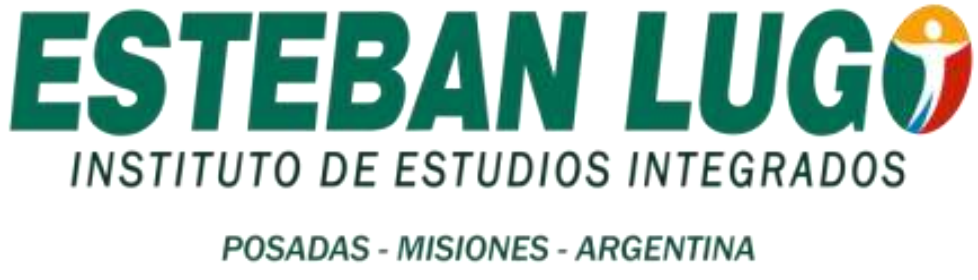 ESTEBAN LUGO
INSTITUTO DE ESTUDIOS INTEGRADOS
POSADAS - MISIONES - ARGENTINA